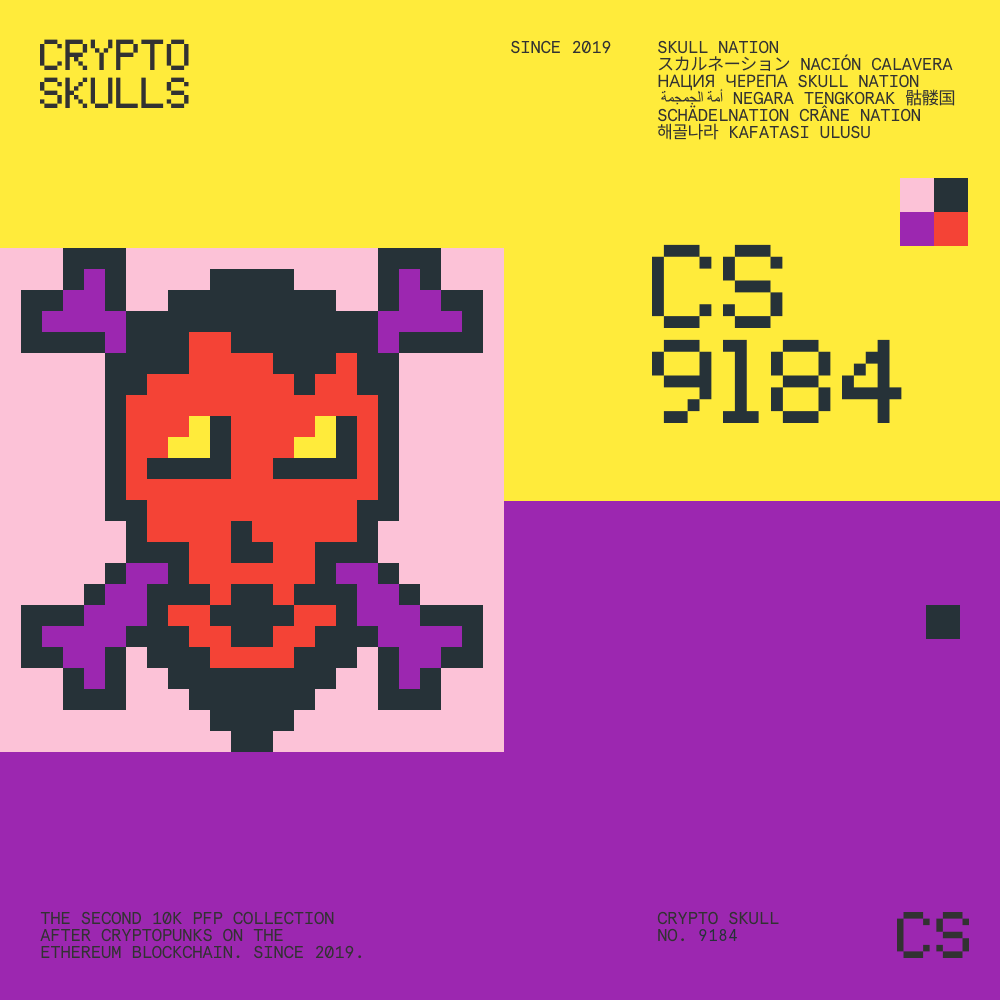 CRYPTO
SKULLS
SINCE 2019
SKULL NATION
スカルネーション NACIÓN CALAVERA
НАЦИЯ ЧЕРЕПА SKULL NATION
أمة الجمجمة NEGARA TENGKORAK 骷髅国
SCHÄDELNATION CRÂNE NATION
해골나라 KAFATASI ULUSU
CS
9184
THE SECOND 10K PFP COLLECTION
AFTER CRYPTOPUNKS ON THE
ETHEREUM BLOCKCHAIN. SINCE 2019.
CRYPTO SKULL
NO. 9184
CS